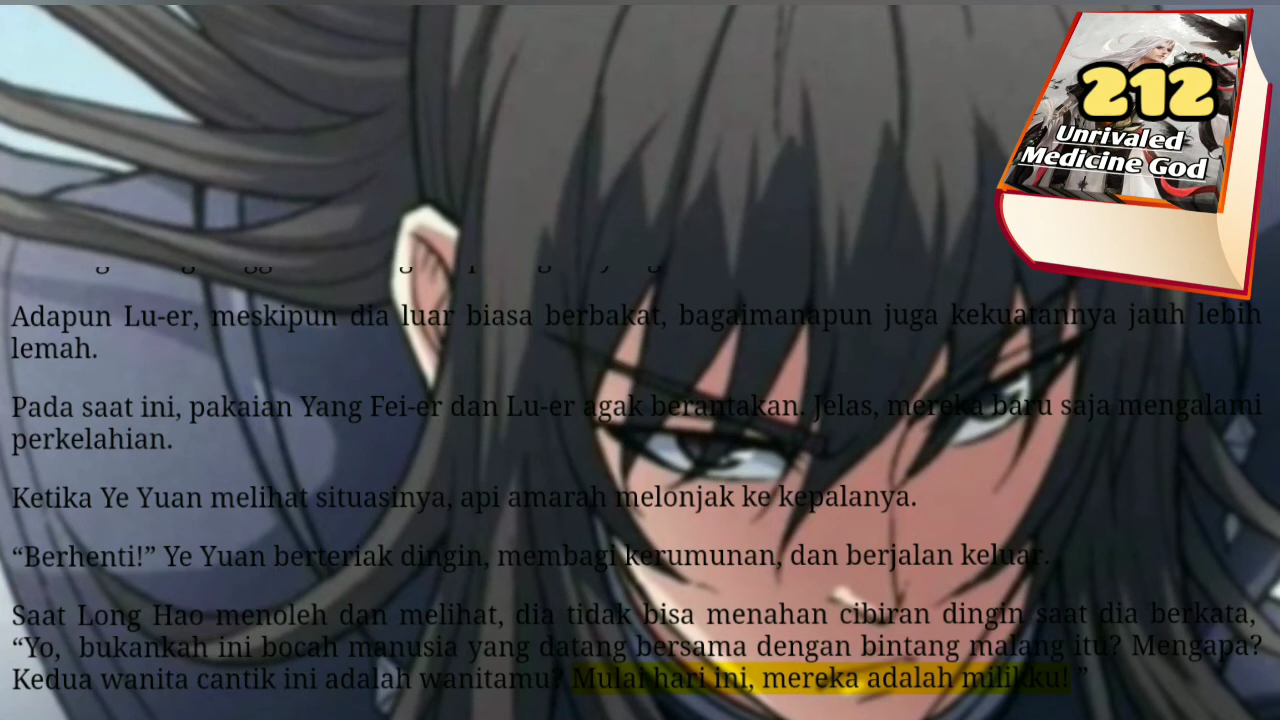 212
Unrivaled
Medicine God
Adapun Lu-er, meskipun dia luar biasa berbakat, bagaimanapun juga kekuatannya jauh lebih
lemah.
Pada saat ini, pakaian Yang Fei-er dan Lu-er agak berantakan. Jelas, mereka baru saja mengalami
perkelahian.
Ketika Ye Yuan melihat situasinya, api amarah melonjak ke kepalanya.
“Berhenti!” Ye Yuan berteriak dingin, membagi kerumunan, dan berjalan keluar.
Saat Long Hao menoleh dan melihat, dia tidak bisa menahan cibiran dingin saat dia berkata,
“Yo, bukankah ini bocah manusia yang datang bersama dengan bintang malang itu? Mengapa?
Kedua wanita cantik ini adalah wanitamu? Mulai hari ini, mereka adalah milikku! ”